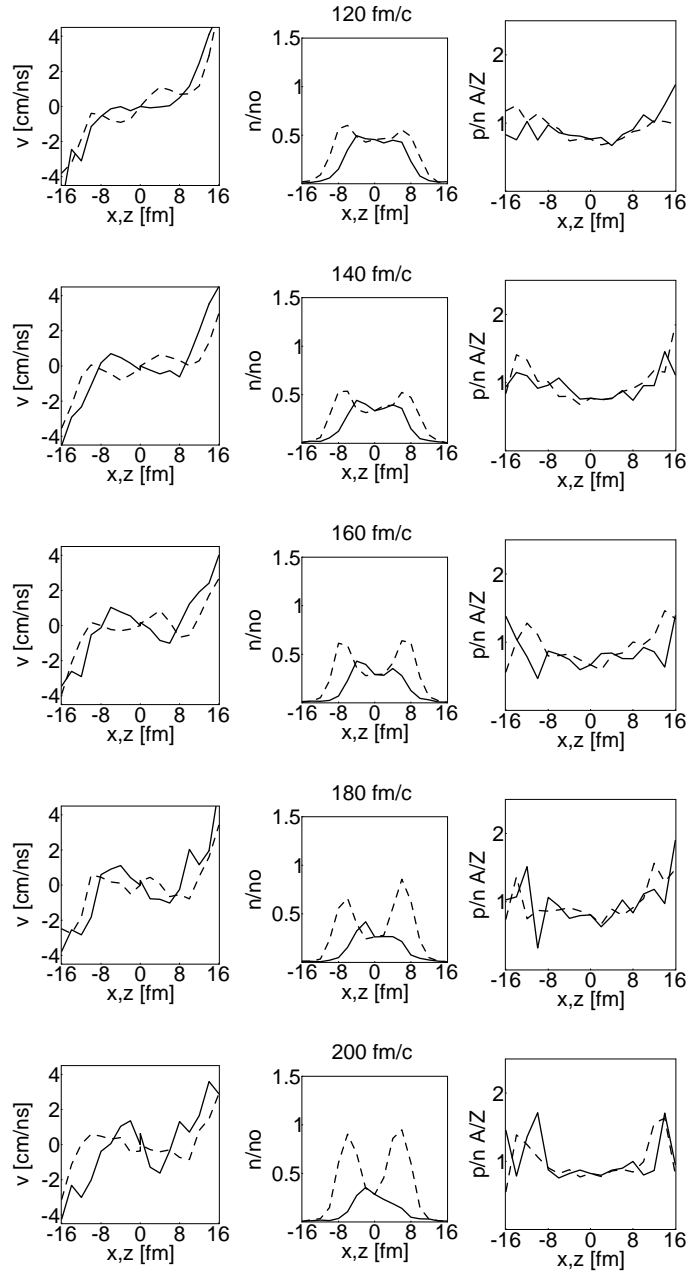 120 fm/c
v [cm/ns]
4
2
0
-2
-4
-16 -8 0 8 16
x,z [fm]
n/no
1.5
1
0.5
-16 -8 0 8 16
x,z [fm]
p/n A/Z
2
1
-16 -8 0 8 16
x,z [fm]
140 fm/c
v [cm/ns]
4
2
0
-2
-4
-16 -8 0 8 16
x,z [fm]
n/no
1.5
1
0.5
-16 -8 0 8 16
x,z [fm]
p/n A/Z
2
1
-16 -8 0 8 16
x,z [fm]
160 fm/c
v [cm/ns]
4
2
0
-2
-4
-16 -8 0 8 16
x,z [fm]
n/no
1.5
1
0.5
-16 -8 0 8 16
x,z [fm]
p/n A/Z
2
1
-16 -8 0 8 16
x,z [fm]
180 fm/c
v [cm/ns]
4
2
0
-2
-4
-16 -8 0 8 16
x,z [fm]
n/no
1.5
1
0.5
-16 -8 0 8 16
x,z [fm]
p/n A/Z
2
1
-16 -8 0 8 16
x,z [fm]
200 fm/c
v [cm/ns]
4
2
0
-2
-4
-16 -8 0 8 16
x,z [fm]
n/no
1.5
1
0.5
-16 -8 0 8 16
x,z [fm]
p/n A/Z
2
1
-16 -8 0 8 16
x,z [fm]